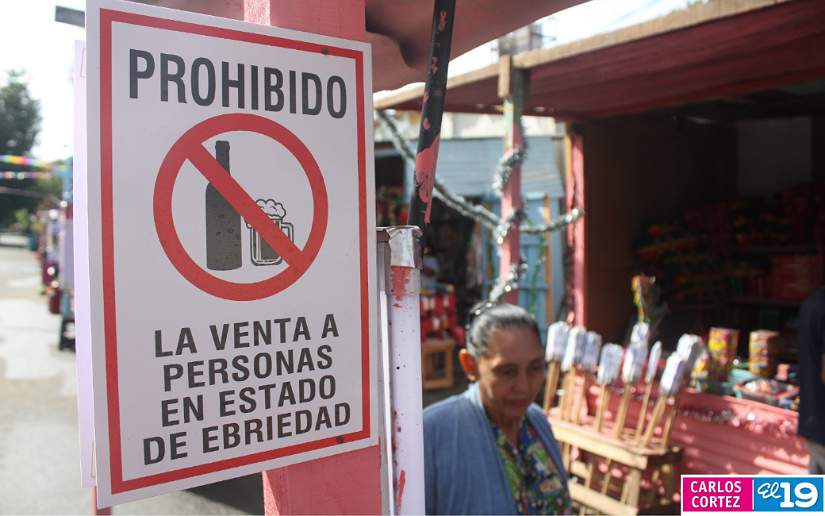 PROHIBIDO
LA VENTA A
PERSONAS
EN ESTADO
DE EBRIEDAD
CARLOS
CORTEZ
El 19